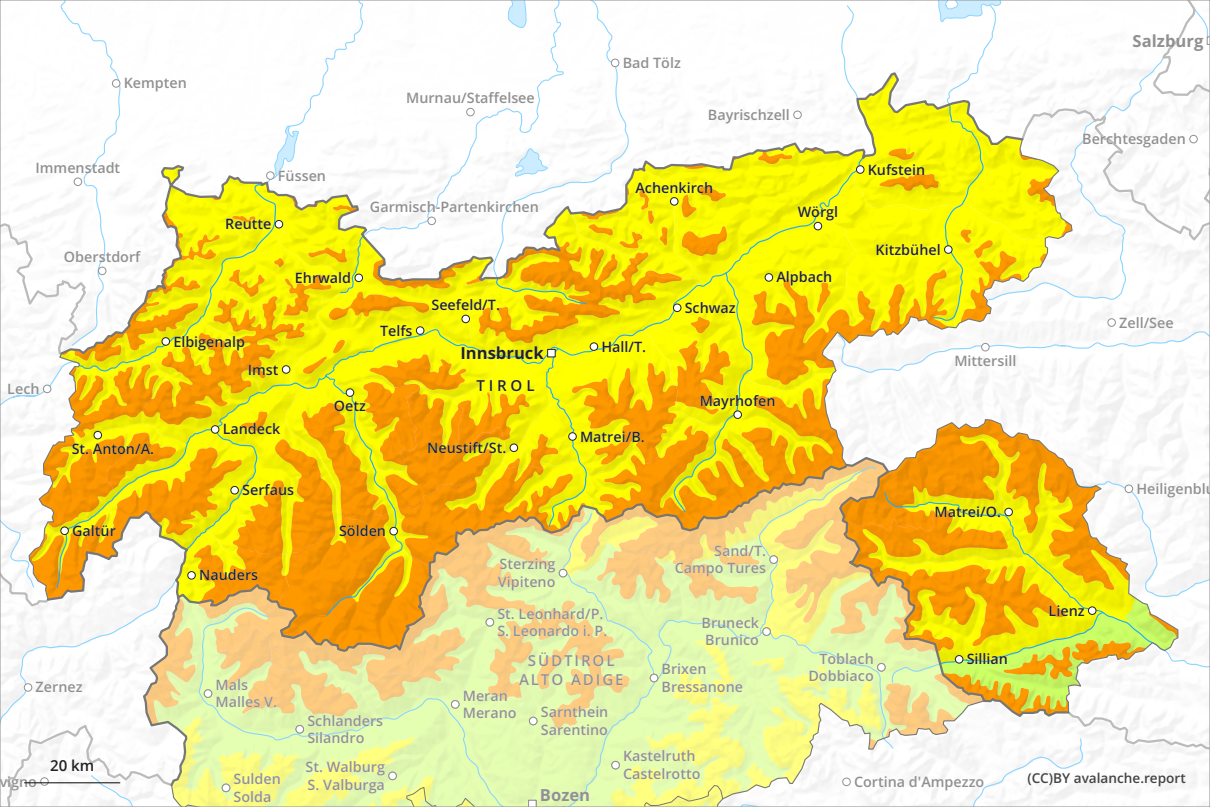 Salzburg
Bad Tölz
Kempten
Murnau/Staffelsee
Bayrischzell
Berchtesgaden
Immenstadt
Füssen
Kufstein
Achenkirch
Garmisch-Partenkirchen
Wörgl
Reutte
Oberstdorf
Kitzbühel
Ehrwald
Alpbach
Seefeld/T.
Schwaz
Zell/See
Telfs
Elbigenalp
Innsbruck
Hall/T.
Mittersill
Imst
TIROL
Lech
Oetz
Mayrhofen
Landeck
Matrei/B.
St. Anton/A.
Neustift/St.
Serfaus
Heiligenblu
Matrei/O.
Galtür
Sölden
Sand/T.
Campo Tures
Sterzing
Vipiteno
Nauders
Lienz
St. Leonhard/P.
S. Leonardo i. P.
Bruneck
Brunico
SÜDTIROL
ALTO ADIGE
Sillian
Toblach
Dobbiaco
Brixen
Bressanone
Zernez
Mals
Malles V.
Meran
Merano
Sarnthein
Sarentino
Schlanders
Silandro
Kastelruth
Castelrotto
St. Walburg
S. Valburga
20 km
vigno
Sulden
Solda
Cortina d'Ampezzo
(CC)BY avalanche.report
Bozen